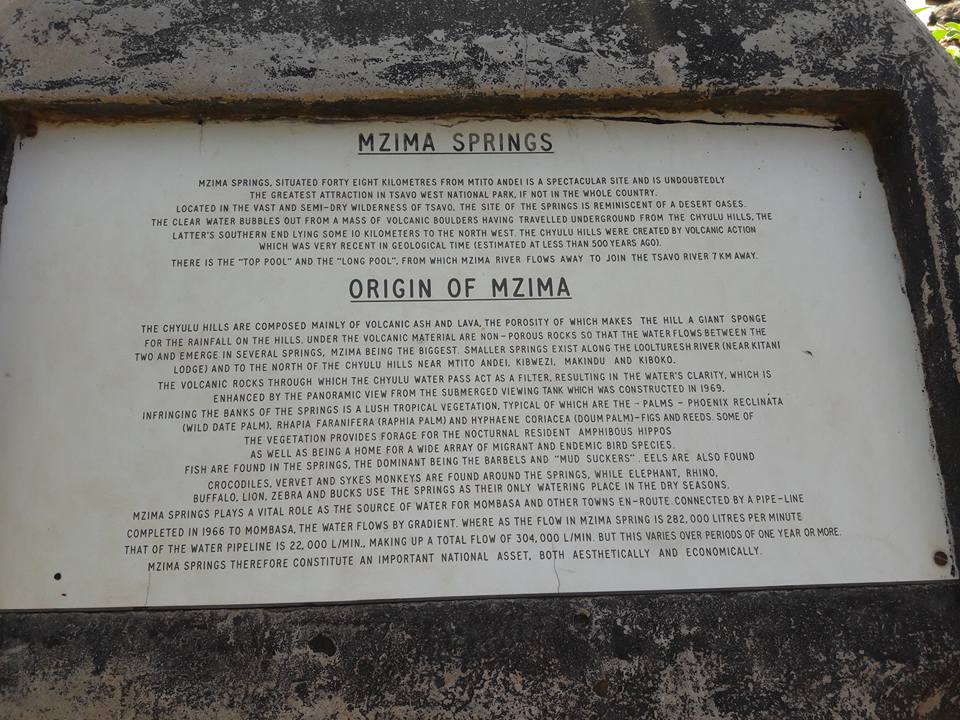 MZIMA SPRINGS
MZIMA SPRINGS, SITUATED FORTY EIGHT KILOMETRES FROM MTITO ANDEI IS A SPECTACULAR SITE AND IS UNDOUBTEDLY
THE GREATEST ATTRACTION IN TSAVO WEST NATIONAL PARK, IF NOT IN THE WHOLE COUNTRY.
LOCATED IN THE VAST AND SEMI-DRY WILDERNESS OF TSAVO, THE SITE OF THE SPRINGS IS REMINISCENT OF A DESERT OASES.
THE CLEAR WATER BUBBLES OUT FROM A MASS OF VOLCANIC BOULDERS HAVING TRAVELLED UNDERGROUND FROM THE CHYULU HILLS, THE
LATTER'S SOUTHERN END LYING SOME 10 KILOMETERS TO THE NORTH WEST. THE CHYULU HILLS WERE CREATED BY VOLCANIC ACTION
WHICH WAS VERY RECENT IN GEOLOGICAL TIME (ESTIMATED AT LESS THAN 500 YEARS AGO).
THERE IS THE "TOP POOL" AND THE "LONG POOL", FROM WHICH MZIMA RIVER FLOWS AWAY TO JOIN THE TSAVO RIVER 7 KM AWAY.
ORIGIN OF MZIMA
THE CHYULU HILLS ARE COMPOSED MAINLY OF VOLCANIC ASH AND LAVA, THE POROSITY OF WHICH MAKES THE HILL A GIANT SPONGE
FOR THE RAINFALL ON THE HILLS. UNDER THE VOLCANIC MATERIAL ARE NON-POROUS ROCKS SO THAT THE WATER FLOWS BETWEEN THE
TWO AND EMERGE IN SEVERAL SPRINGS, MZIMA BEING THE BIGGEST. SMALLER SPRINGS EXIST ALONG THE LOOLTURESH RIVER (NEAR KITANI
LODGE) AND TO THE NORTH OF THE CHYULU HILLS NEAR MTITO ANDEI, KIBWEZI, MAKINDU AND KIBOKO.
THE VOLCANIC ROCKS THROUGH WHICH THE CHYULU WATER PASS ACT AS A FILTER, RESULTING IN THE WATER'S CLARITY, WHICH IS
ENHANCED BY THE PANORAMIC VIEW FROM THE SUBMERGED VIEWING TANK WHICH WAS CONSTRUCTED IN 1969.
INFRINGING THE BANKS OF THE SPRINGS IS A LUSH TROPICAL VEGETATION, TYPICAL OF WHICH ARE THE - PALMS - PHOENIX RECLINATA
(WILD DATE PALM), RHAPIA FARANIFERA (RAPHIA PALM) AND HYPHAENE CORIACEA (DOUM PALM)-FIGS AND REEDS. SOME OF
THE VEGETATION PROVIDES FORAGE FOR THE NOCTURNAL RESIDENT AMPHIBOUS HIPPOS
AS WELL AS BEING A HOME FOR A WIDE ARRAY OF MIGRANT AND ENDEMIC BIRD SPECIES.
FISH ARE FOUND IN THE SPRINGS, THE DOMINANT BEING THE BARBELS AND "MUD SUCKERS". EELS ARE ALSO FOUND
CROCODILES, VERVET AND SYKES MONKEYS ARE FOUND AROUND THE SPRINGS, WHILE ELEPHANT, RHINO,
BUFFALO, LION, ZEBRA AND BUCKS USE THE SPRINGS AS THEIR ONLY WATERING PLACE IN THE DRY SEASONS.
MZIMA SPRINGS PLAYS A VITAL ROLE AS THE SOURCE OF WATER FOR MOMBASA AND OTHER TOWNS EN-ROUTE. CONNECTED BY A PIPE-LINE
COMPLETED IN 1966 TO MOMBASA, THE WATER FLOWS BY GRADIENT. WHERE AS THE FLOW IN MZIMA SPRING IS 282,000 LITRES PER MINUTE
THAT OF THE WATER PIPELINE IS 22,000 L/MIN., MAKING UP A TOTAL FLOW OF 304,000 L/MIN. BUT THIS VARIES OVER PERIODS OF ONE YEAR OR MORE.
MZIMA SPRINGS THEREFORE CONSTITUTE AN IMPORTANT NATIONAL ASSET, BOTH AESTHETICALLY AND ECONOMICALLY.